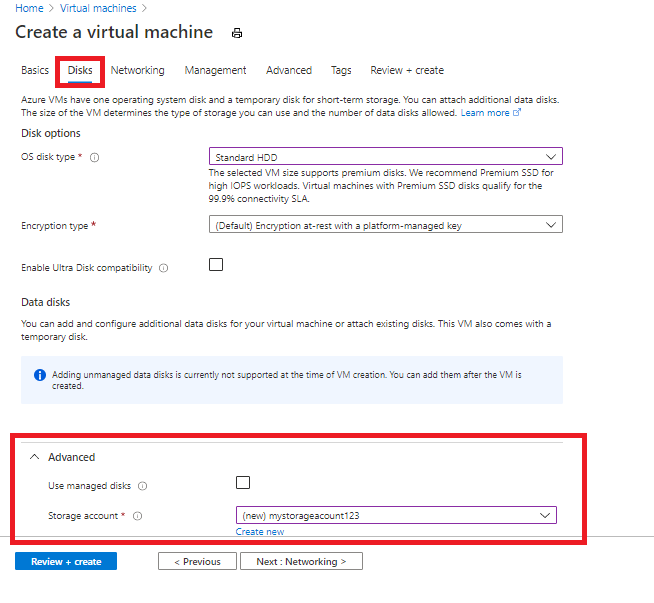 Home > Virtual machines >
Create a virtual machine
Basics Disks Networking Management Advanced Tags Review + create
Azure VMs have one operating system disk and a temporary disk for short-term storage. You can attach additional data disks.
The size of the VM determines the type of storage you can use and the number of data disks allowed. Learn more
Disk options
OS disk type * Standard HDD
The selected VM size supports premium disks. We recommend Premium SSD for
high IOPS workloads. Virtual machines with Premium SSD disks qualify for the
99.9% connectivity SLA.
Encryption type * (Default) Encryption at-rest with a platform-managed key
Enable Ultra Disk compatibility
Data disks
You can add and configure additional data disks for your virtual machine or attach existing disks. This VM also comes with a
temporary disk.
Adding unmanaged data disks is currently not supported at the time of VM creation. You can add them after the VM is
created.
Advanced
Use managed disks
Storage account * (new) mystorageacount123
Create new
Review + create < Previous Next : Networking >